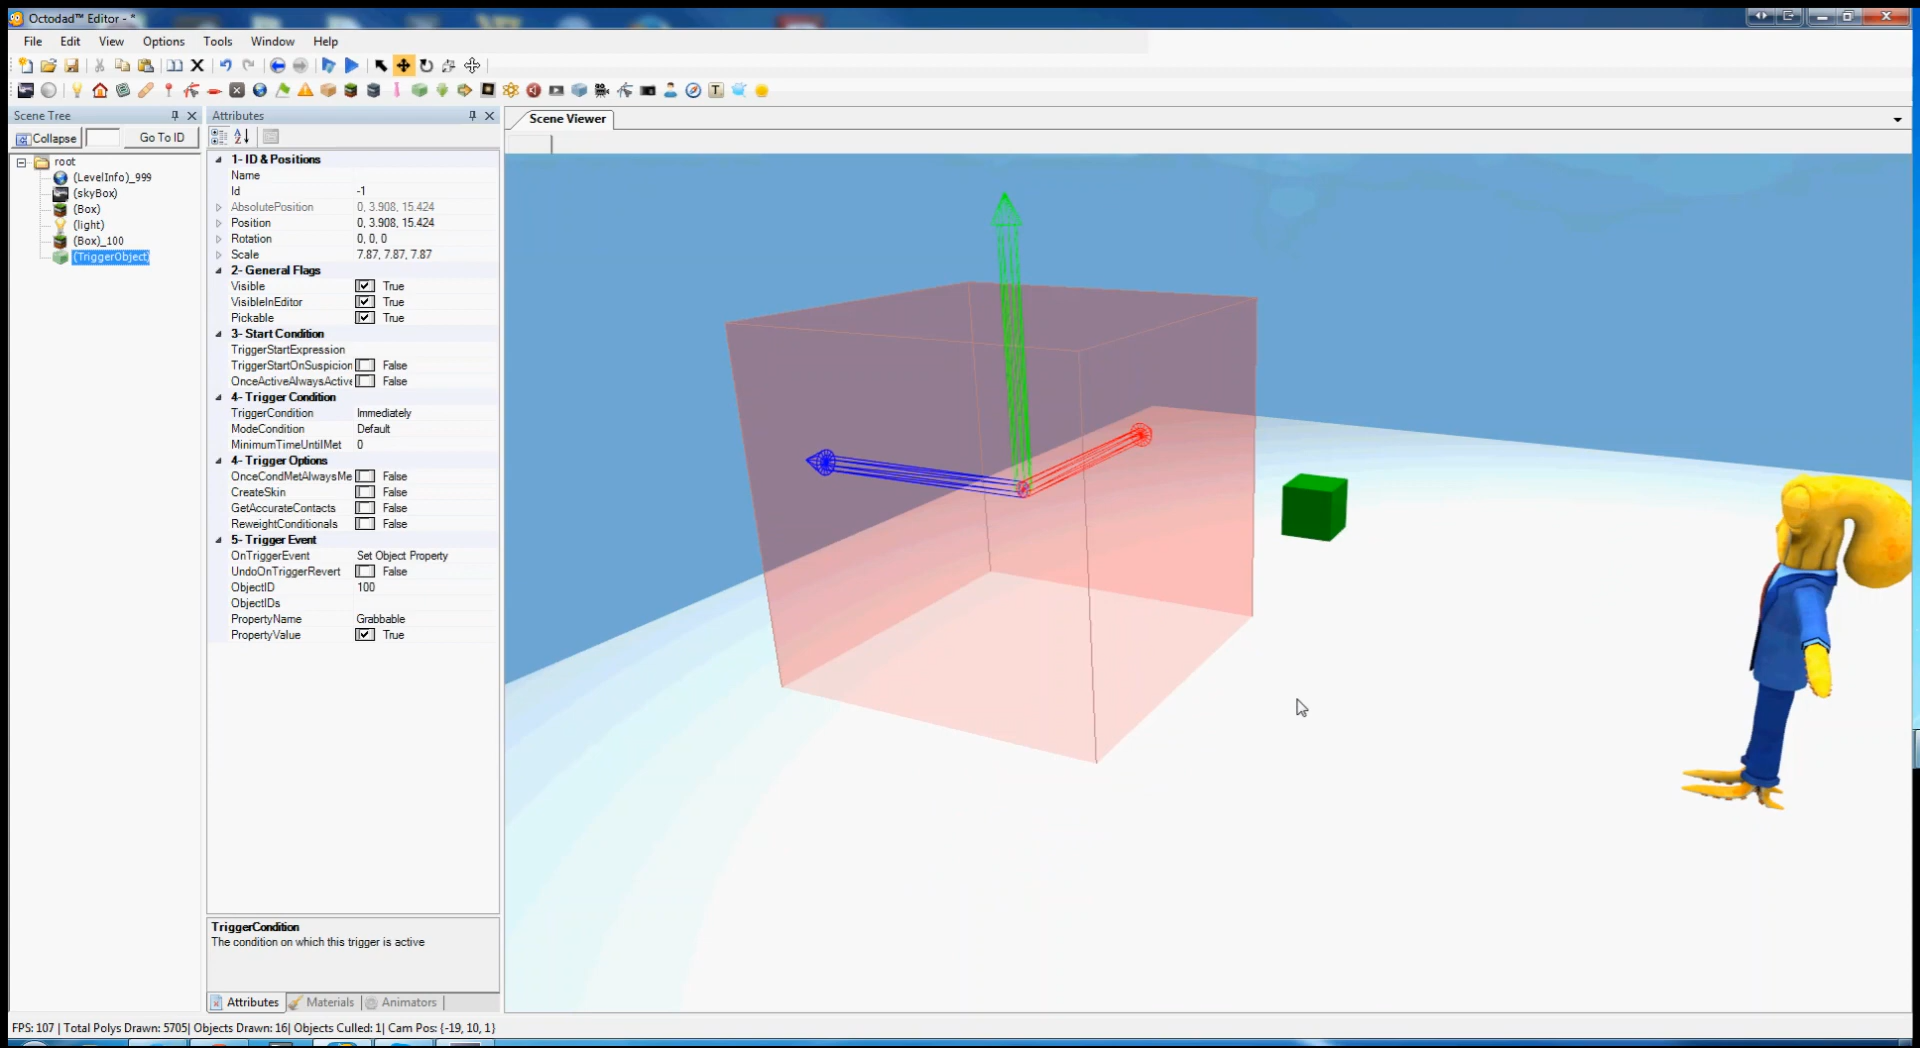 Octodad™ Editor - *
File Edit View Options Tools Window Help
Scene Tree
Collapse Go To ID
root
(LevelInfo)_999
(skyBox)
(Box)
(light)
(Box)_100
(TriggerObject)
Attributes
1- ID & Positions
Name
Id -1
AbsolutePosition 0, 3.908, 15.424
Position 0, 3.908, 15.424
Rotation 0, 0, 0
Scale 7.87, 7.87, 7.87
2- General Flags
Visible True
VisibleInEditor True
Pickable True
3- Start Condition
TriggerStartExpression
TriggerStartOnSuspicion False
OnceActiveAlwaysActive False
4- Trigger Condition
TriggerCondition Immediately
ModeCondition Default
MinimumTimeUntilMet 0
4- Trigger Options
OnceCondMetAlwaysMe False
CreateSkin False
GetAccurateContacts False
ReweightConditionals False
5- Trigger Event
OnTriggerEvent Set Object Property
UndoOnTriggerRevert False
ObjectID 100
ObjectIDs
PropertyName Grabbable
PropertyValue True
TriggerCondition
The condition on which this trigger is active
Attributes Materials Animators
Scene Viewer
FPS: 107 | Total Polys Drawn: 5705| Objects Drawn: 16| Objects Culled: 1| Cam Pos: {-19, 10, 1}